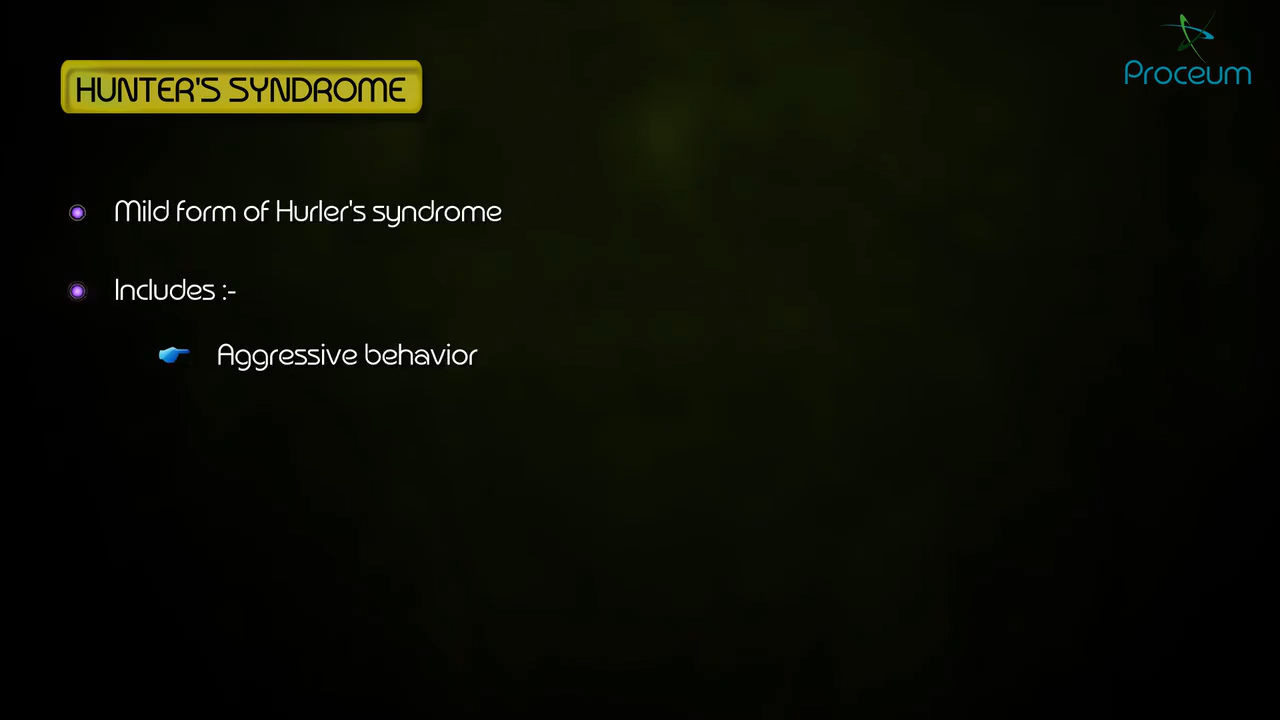 Proceum
HUNTER'S SYNDROME
Mild form of Hurler's syndrome
Includes :-
Aggressive behavior